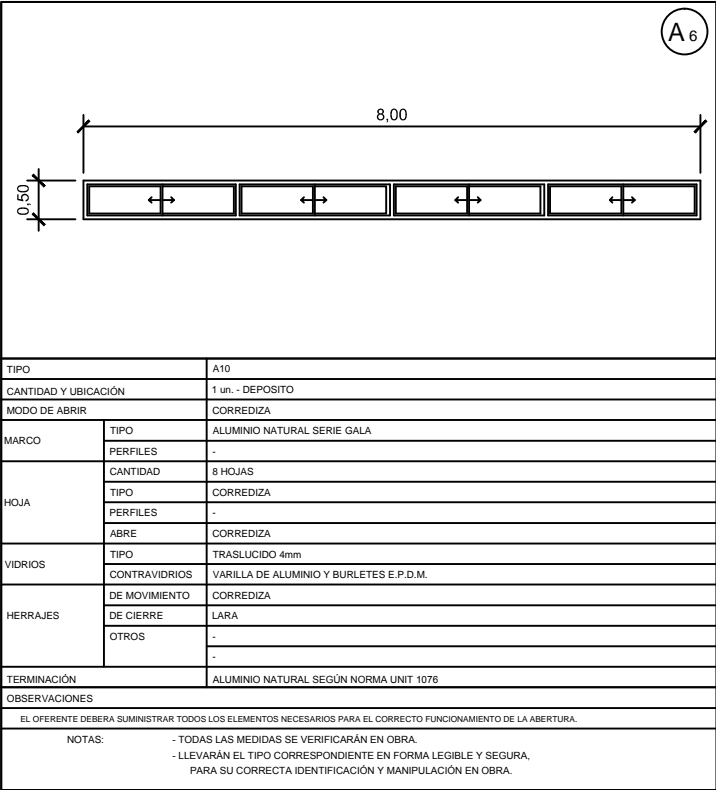 A 6
8,00
0,50
TIPO A10
CANTIDAD Y UBICACIÓN 1 un. - DEPOSITO
MODO DE ABRIR CORREDIZA
MARCO TIPO ALUMINIO NATURAL SERIE GALA
PERFILES -
HOJA CANTIDAD 8 HOJAS
TIPO CORREDIZA
PERFILES -
ABRE CORREDIZA
VIDRIOS TIPO TRASLUCIDO 4mm
CONTRAVIDRIOS VARILLA DE ALUMINIO Y BURLETES E.P.D.M.
HERRAJES DE MOVIMIENTO CORREDIZA
DE CIERRE LARA
OTROS -
-
TERMINACIÓN ALUMINIO NATURAL SEGÚN NORMA UNIT 1076
OBSERVACIONES
EL OFERENTE DEBERA SUMINISTRAR TODOS LOS ELEMENTOS NECESARIOS PARA EL CORRECTO FUNCIONAMIENTO DE LA ABERTURA.
NOTAS: - TODAS LAS MEDIDAS SE VERIFICARÁN EN OBRA.
- LLEVARÁN EL TIPO CORRESPONDIENTE EN FORMA LEGIBLE Y SEGURA,
PARA SU CORRECTA IDENTIFICACIÓN Y MANIPULACIÓN EN OBRA.